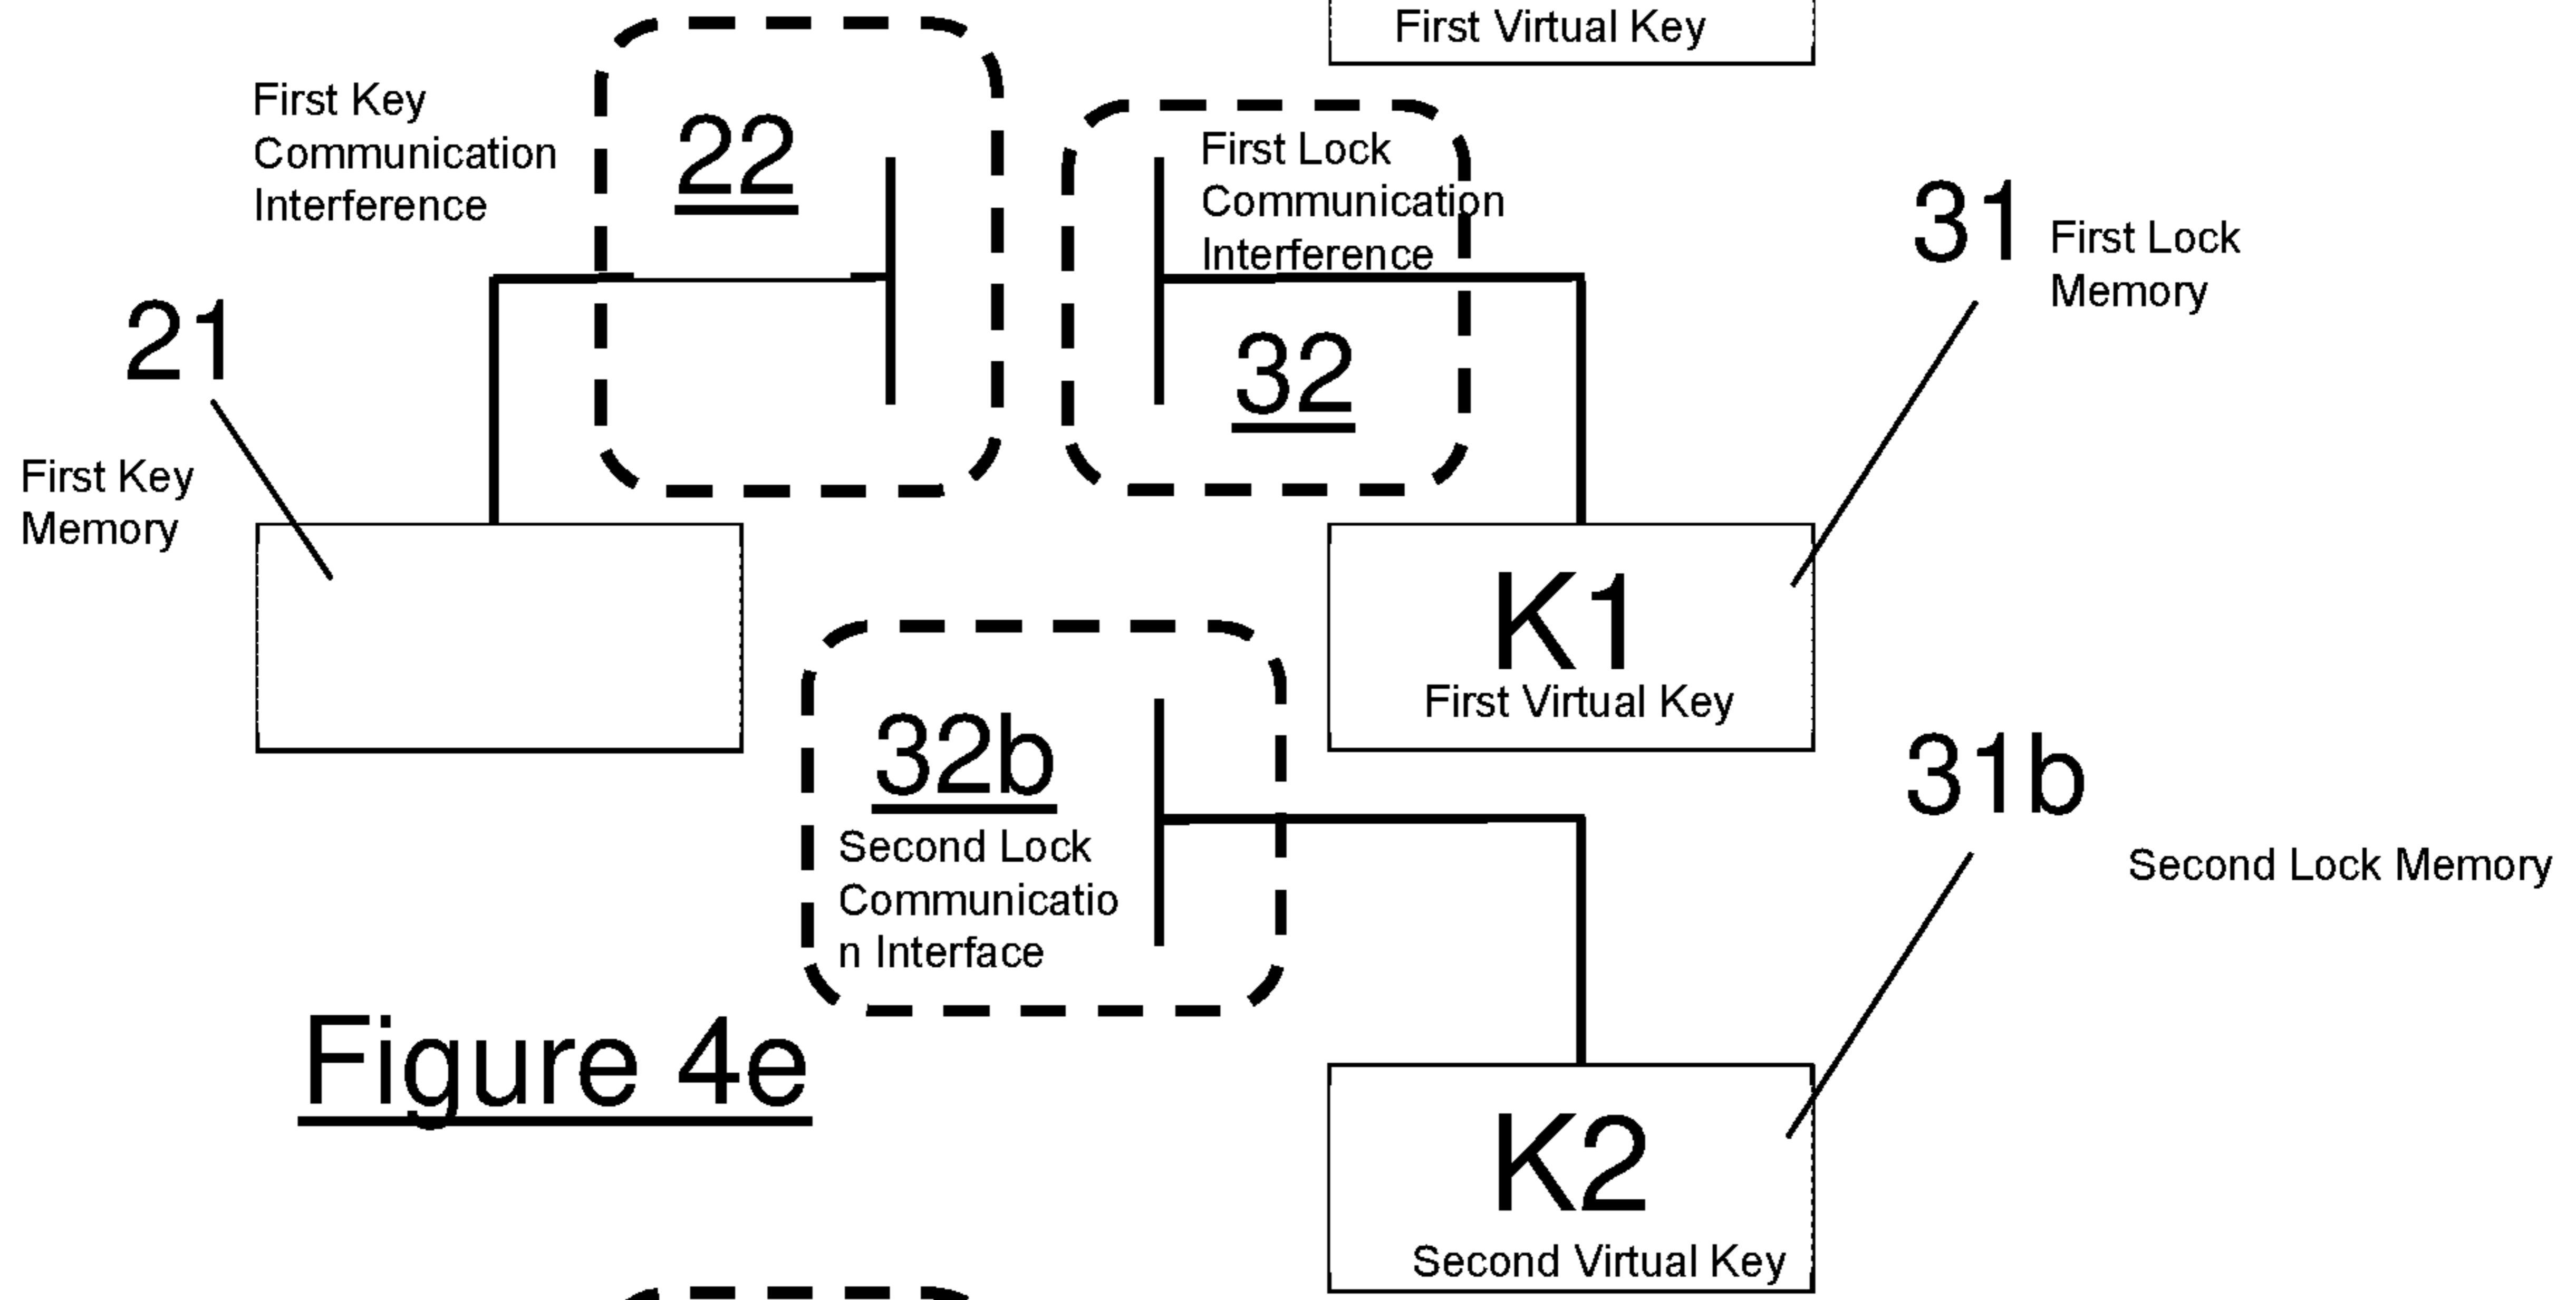 First Virtual Key
First Key
Communication
Interference
22
First Lock
Communication
Interference
32
31
First Lock
Memory
21
First Key
Memory
K1
First Virtual Key
32b
Second Lock
Communicatio
n Interface
31b
Second Lock Memory
Figure 4e
K2
Second Virtual Key